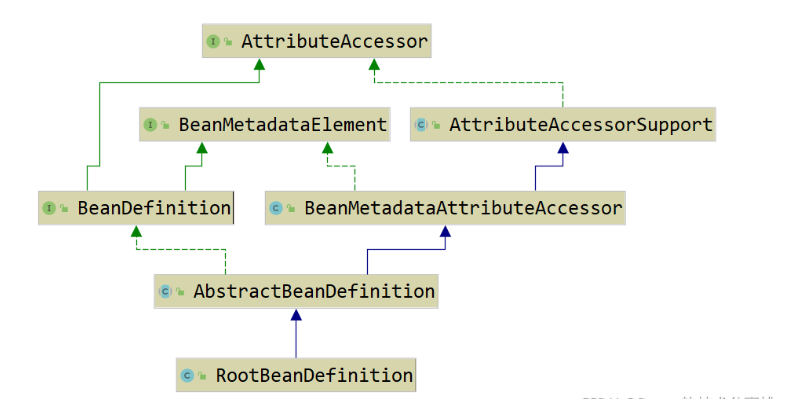 AttributeAccessor
BeanMetadataElement
AttributeAccessorSupport
BeanDefinition
BeanMetadataAttributeAccessor
AbstractBeanDefinition
RootBeanDefinition